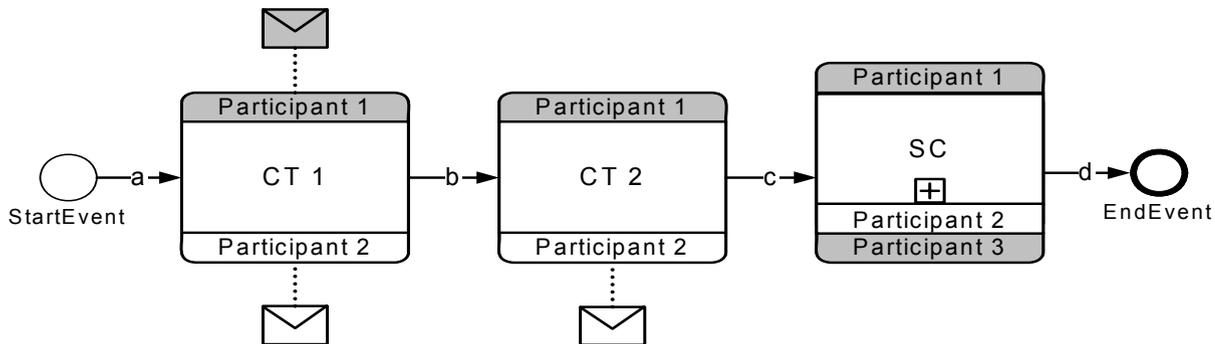 StartEvent
a
Participant 1
CT 1
Participant 2
b
Participant 1
CT 2
Participant 2
c
Participant 1
SC
Participant 2
Participant 3
d
EndEvent